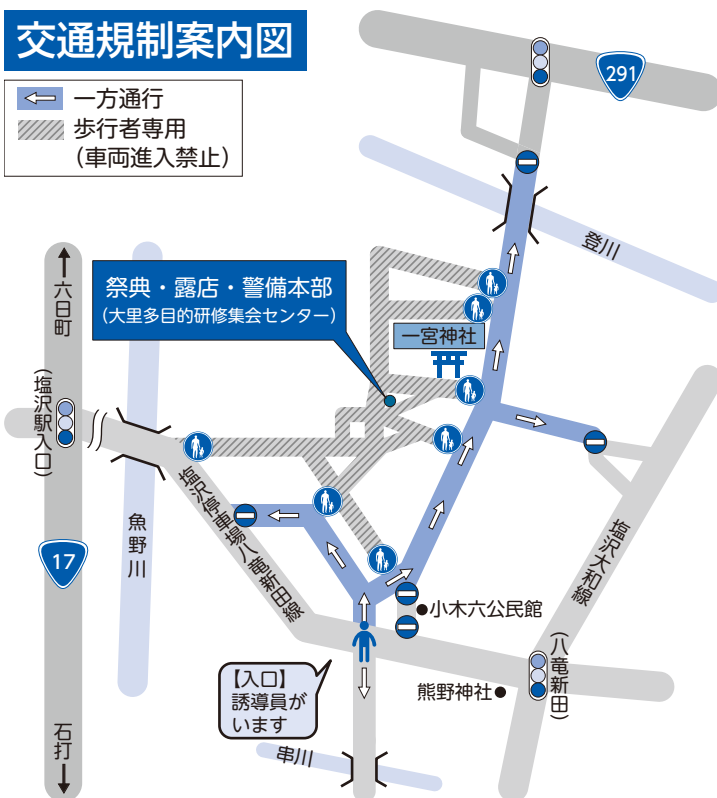 交通規制案内図
一方通行
歩行者専用
(車両進入禁止)
291
登川
祭典・露店・警備本部
(大里多目的研修集会センター)
一宮神社
六日町
(塩沢駅入口)
魚野川
塩沢停車場八竜新田線
17
塩沢大和線
小木六公民館
(八竜新田)
熊野神社
【入口】
誘導員が
います
串川
石打